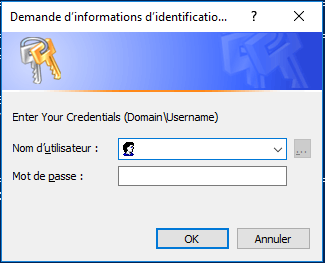 Demande d'informations d'identificatio...
Enter Your Credentials (Domain\Username)
Nom d'utilisateur :
...
Mot de passe :
OK
Annuler